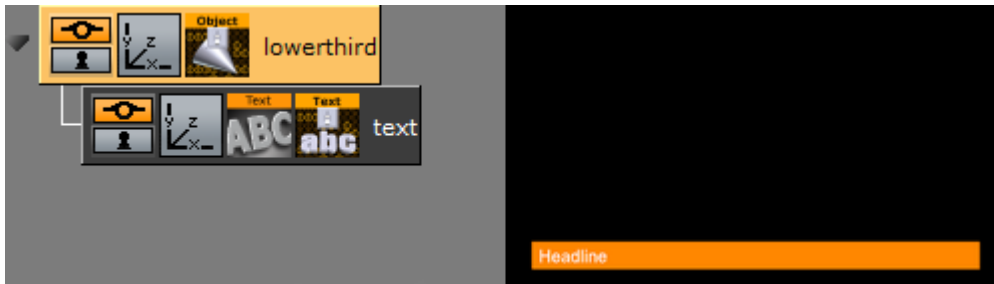 Object
lowerthird
y z
x
Text
ABC
Text
abc
text
y z
x
Headline